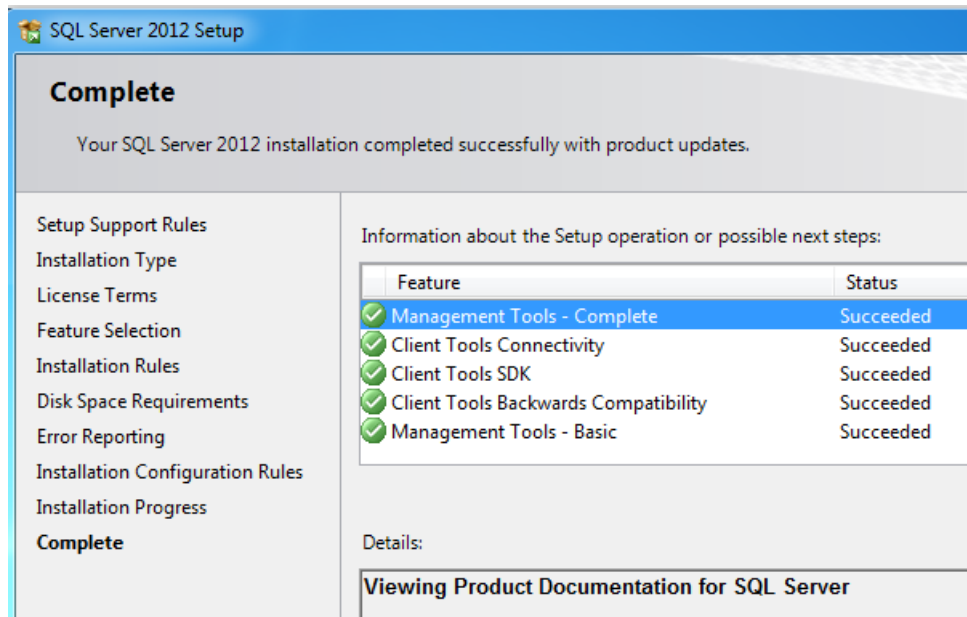 SQL Server 2012 Setup
Complete
Your SQL Server 2012 installation completed successfully with product updates.
Setup Support Rules
Installation Type
License Terms
Feature Selection
Installation Rules
Disk Space Requirements
Error Reporting
Installation Configuration Rules
Installation Progress
Complete
Information about the Setup operation or possible next steps:
Feature Status
Management Tools - Complete Succeeded
Client Tools Connectivity Succeeded
Client Tools SDK Succeeded
Client Tools Backwards Compatibility Succeeded
Management Tools - Basic Succeeded
Details:
Viewing Product Documentation for SQL Server